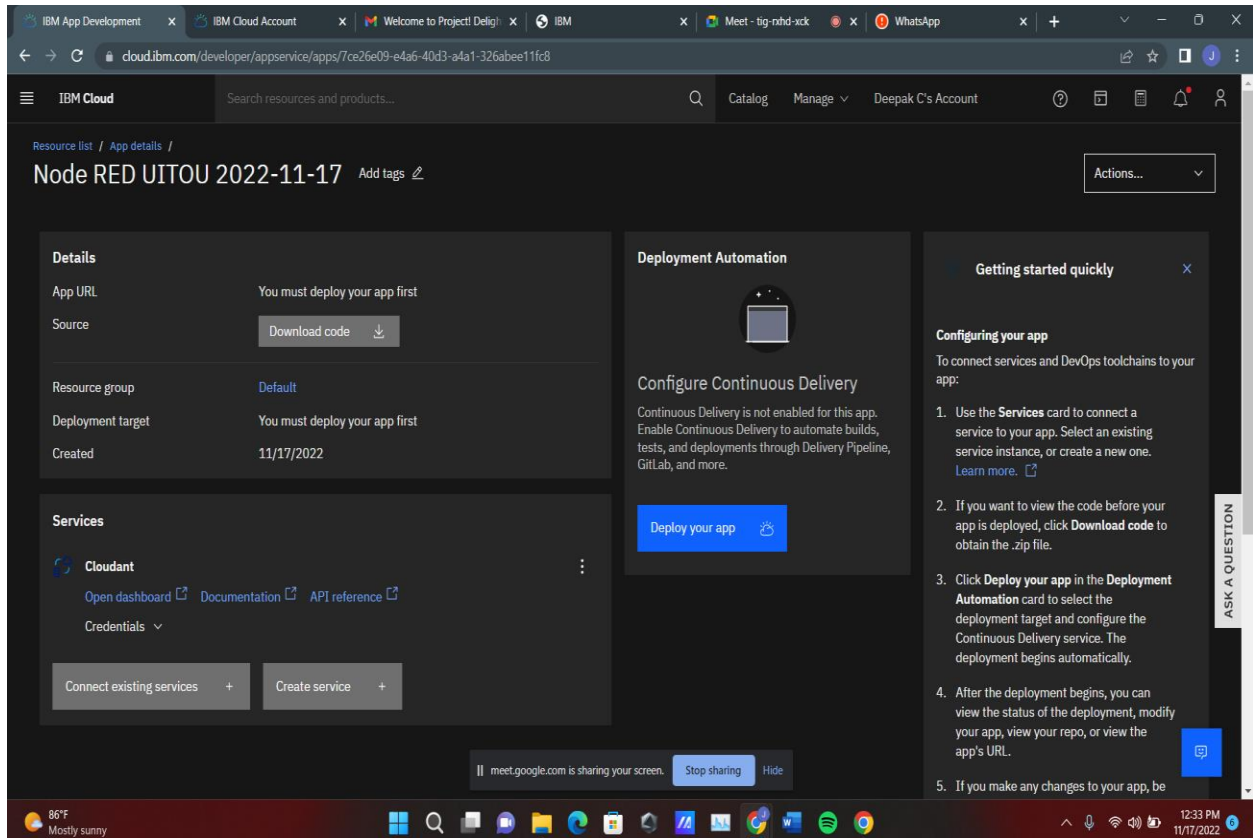 IBM App Development
IBM Cloud Account
Welcome to Project! Deligh
IBM
Meet - tig-rxhd-xck
WhatsApp
cloud.ibm.com/developer/appservice/apps/7ce26e09-e4a6-40d3-a4a1-326abee11fc8
J
IBM Cloud
Search resources and products...
Catalog
Manage
Deepak C's Account
Resource list / App details /
Node RED UITOU 2022-11-17
Add tags
Actions...
Details
App URL
You must deploy your app first
Source
Download code
Resource group
Default
Deployment target
You must deploy your app first
Created
11/17/2022
Services
Cloudant
Open dashboard
Documentation
API reference
Credentials
Connect existing services +
Create service +
Deployment Automation
Configure Continuous Delivery
Continuous Delivery is not enabled for this app.
Enable Continuous Delivery to automate builds,
tests, and deployments through Delivery Pipeline,
GitLab, and more.
Deploy your app
Getting started quickly
Configuring your app
To connect services and DevOps toolchains to your
app:
1. Use the Services card to connect a
service to your app. Select an existing
service instance, or create a new one.
Learn more.
2. If you want to view the code before your
app is deployed, click Download code to
obtain the .zip file.
3. Click Deploy your app in the Deployment
Automation card to select the
deployment target and configure the
Continuous Delivery service. The
deployment begins automatically.
4. After the deployment begins, you can
view the status of the deployment, modify
your app, view your repo, or view the
app's URL.
5. If you make any changes to your app, be
ASK A QUESTION
meet.google.com is sharing your screen.
Stop sharing
Hide
86°F
Mostly sunny
12:33 PM
11/07/2022
6